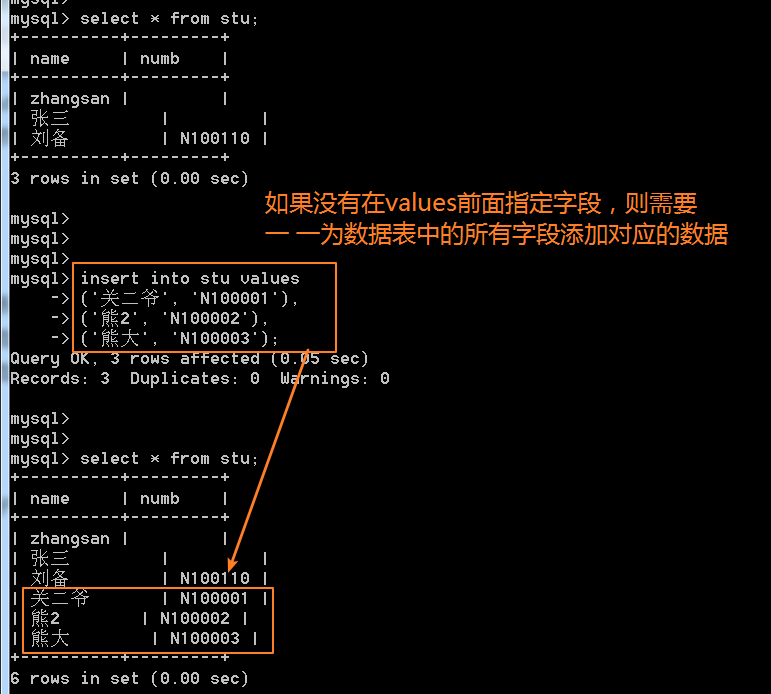 mysql>
mysql> select * from stu;
+----------+---------+
| name     | numb    |
+----------+---------+
| zhangsan |         |
| 张三         |         |
| 刘备         | N100110 |
+----------+---------+
3 rows in set (0.00 sec)
如果没有在values前面指定字段，则需要
一 一为数据表中的所有字段添加对应的数据
mysql>
mysql>
mysql>
mysql> insert into stu values
    -> ('关二爷', 'N100001'),
    -> ('熊2', 'N100002'),
    -> ('熊大', 'N100003');
Query OK, 3 rows affected (0.05 sec)
Records: 3  Duplicates: 0  Warnings: 0
mysql>
mysql>
mysql> select * from stu;
+----------+---------+
| name     | numb    |
+----------+---------+
| zhangsan |         |
| 张三         |         |
| 刘备         | N100110 |
| 关二爷       | N100001 |
| 熊2        | N100002 |
| 熊大        | N100003 |
+----------+---------+
6 rows in set (0.00 sec)